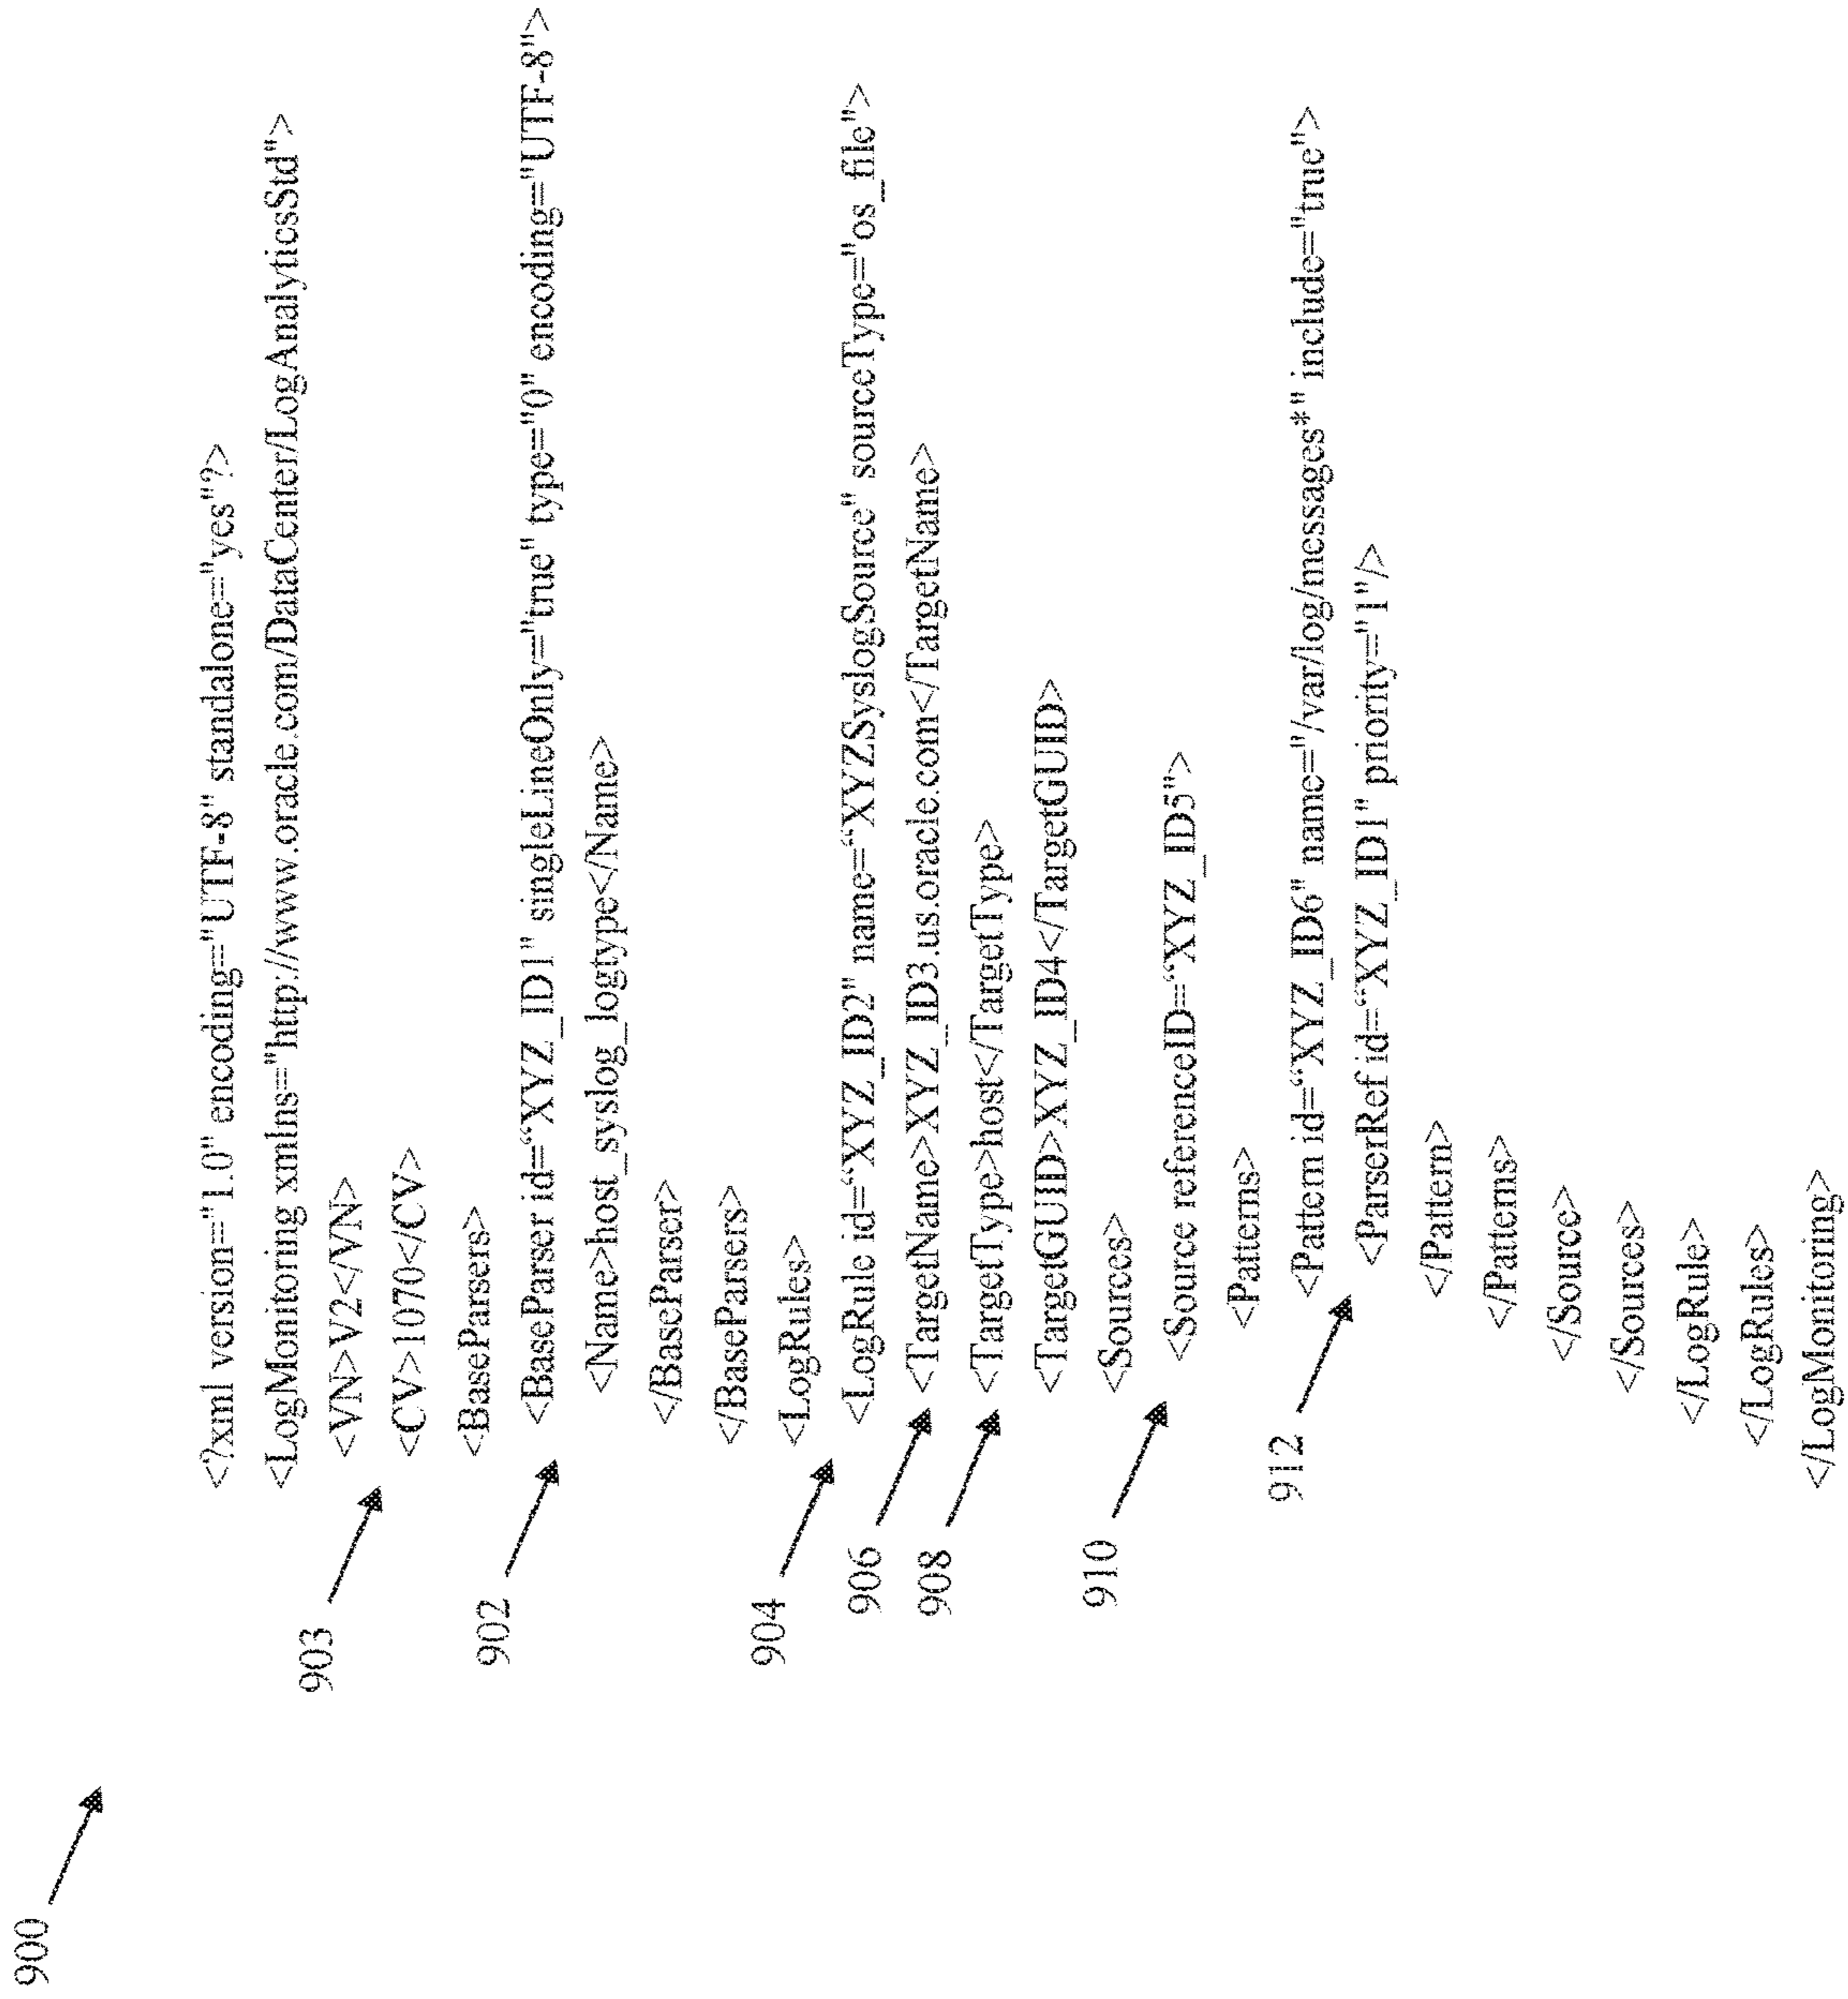 900
<?xml version="1.0" encoding="UTF-8" standalone="yes"?>
<LogMonitoring xmlns="http://www.oracle.com/DataCenter/LogAnalyticsStd">
<VN>V2</VN>
903
<CV>1070</CV>
<BaseParsers>
902
<BaseParser id=“XYZ_ID1" singleLineOnly="true" type="0" encoding="UTF-8">
<Name>host_syslog_logtype</Name>
</BaseParser>
</BaseParsers>
<LogRules>
904
<LogRule id=“XYZ_ID2" name=“XYZSyslogSource" sourceType="os_file">
906
<TargetName>XYZ_ID3.us.oracle.com</TargetName>
908
<TargetType>host</TargetType>
<TargetGUID>XYZ_ID4</TargetGUID>
<Sources>
910
<Source referenceID=“XYZ_ID5">
<Patterns>
<Pattern id=“XYZ_ID6" name="/var/log/messages*" include="true">
912
<ParserRef id=“XYZ_ID1" priority="1"/>
</Pattern>
</Patterns>
</Source>
</Sources>
</LogRule>
</LogRules>
</LogMonitoring>